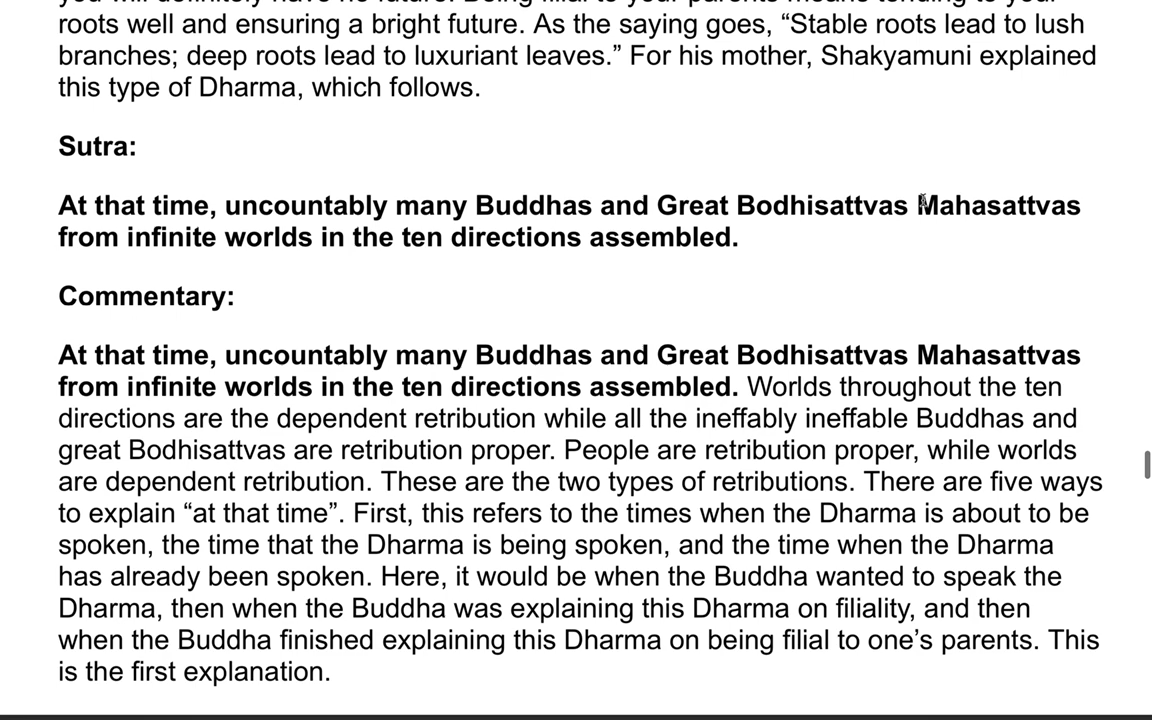 roots well and ensuring a bright future. As the saying goes, “Stable roots lead to lush
branches; deep roots lead to luxuriant leaves.” For his mother, Shakyamuni explained
this type of Dharma, which follows.
Sutra:
At that time, uncountably many Buddhas and Great Bodhisattvas Mahasattvas
from infinite worlds in the ten directions assembled.
Commentary:
At that time, uncountably many Buddhas and Great Bodhisattvas Mahasattvas
from infinite worlds in the ten directions assembled. Worlds throughout the ten
directions are the dependent retribution while all the ineffably ineffable Buddhas and
great Bodhisattvas are retribution proper. People are retribution proper, while worlds
are dependent retribution. These are the two types of retributions. There are five ways
to explain “at that time”. First, this refers to the times when the Dharma is about to be
spoken, the time that the Dharma is being spoken, and the time when the Dharma
has already been spoken. Here, it would be when the Buddha wanted to speak the
Dharma, then when the Buddha was explaining this Dharma on filiality, and then
when the Buddha finished explaining this Dharma on being filial to one’s parents. This
is the first explanation.